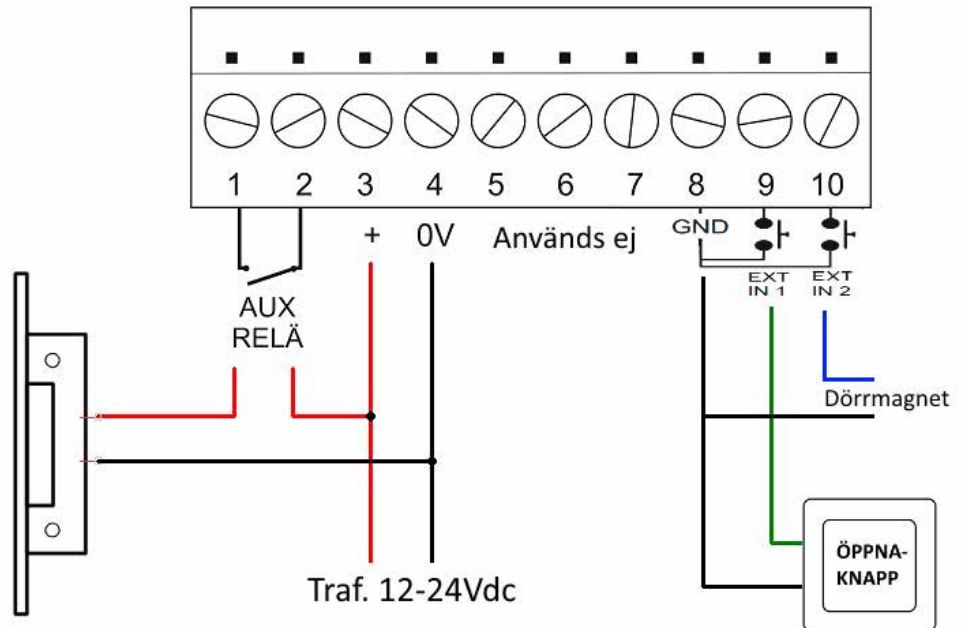 1 2 3 4 5 6 7 8 9 10
+ 0V Används ej GND
EXT
IN 1
EXT
IN 2
AUX
RELÄ
Dörrmagnet
ÖPPNA-
KNAPP
Traf. 12-24Vdc